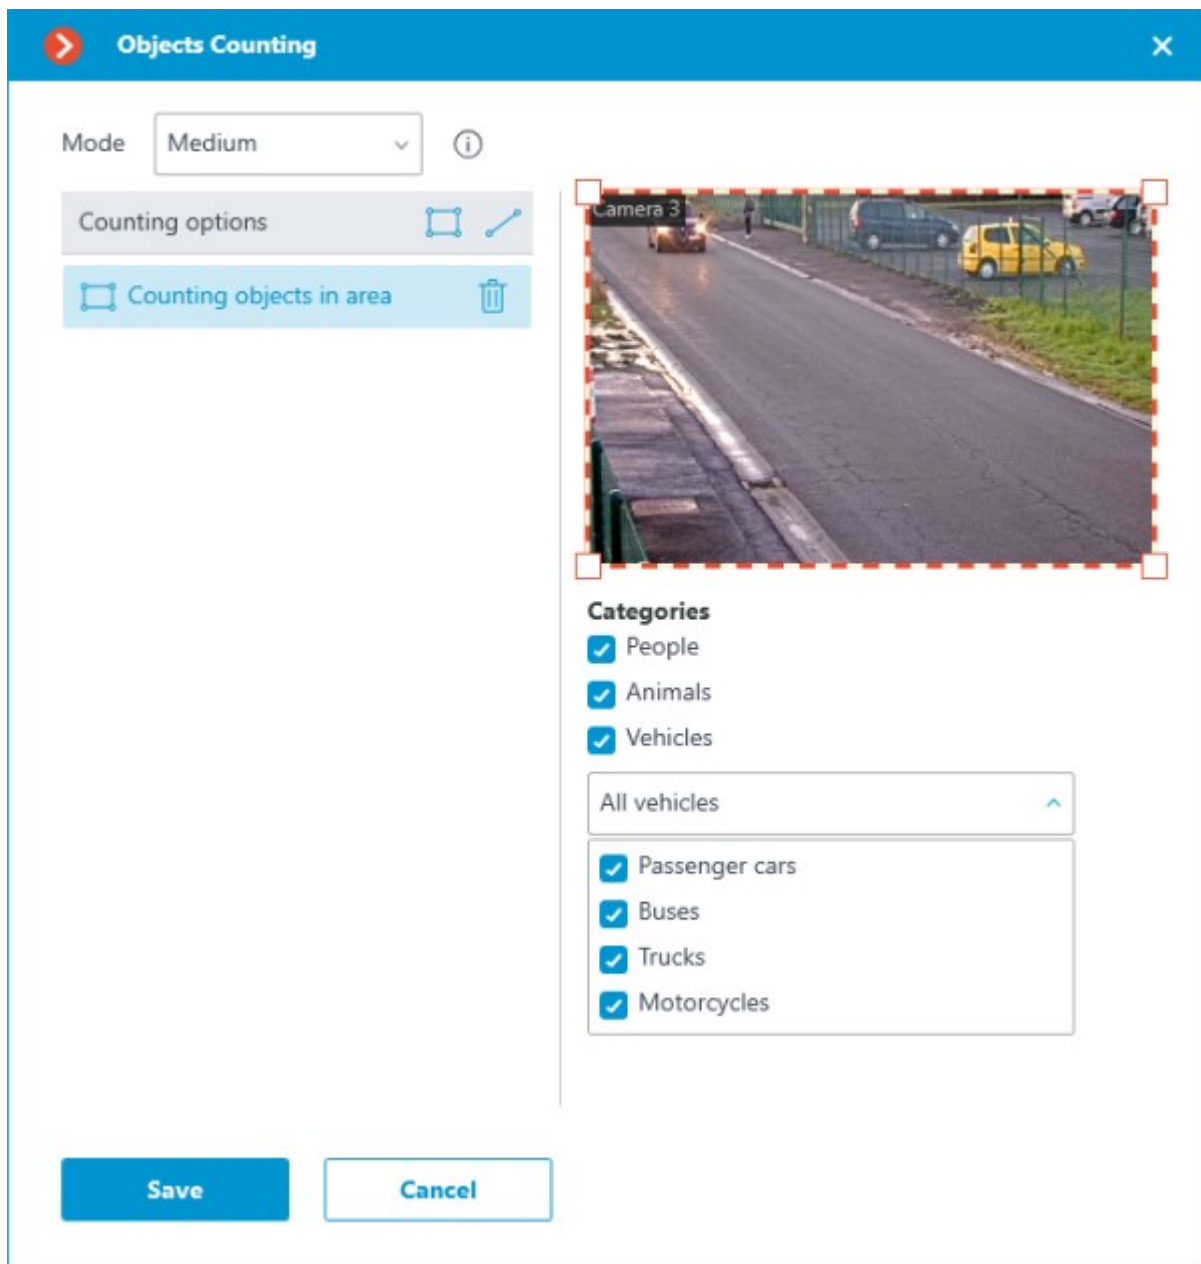 Objects Counting
Mode Medium
Counting options
Counting objects in area
Camera 3
Categories
People
Animals
Vehicles
All vehicles
Passenger cars
Buses
Trucks
Motorcycles
Save Cancel